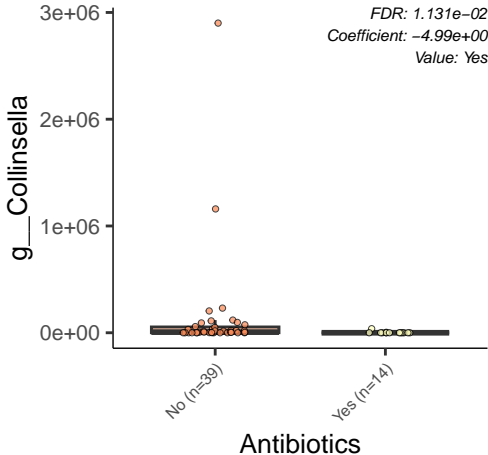 FDR: 1.131e−02
Coefficient: −4.99e+00
Value: Yes
g__Collinsella
3e+06
2e+06
1e+06
0e+00
No (n=39)
Yes (n=14)
Antibiotics